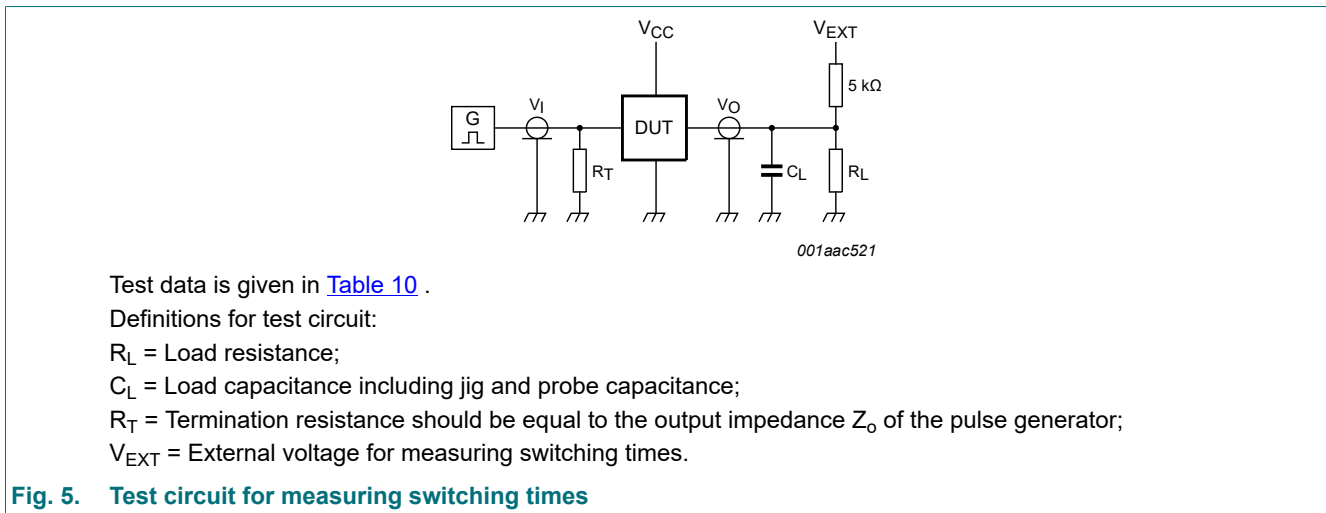 VCC
VEXT
5 kΩ
G
VI
DUT
VO
RT
CL
RL
001aac521
Test data is given in Table 10 .
Definitions for test circuit:
RL = Load resistance;
CL = Load capacitance including jig and probe capacitance;
RT = Termination resistance should be equal to the output impedance Zo of the pulse generator;
VEXT = External voltage for measuring switching times.
Fig. 5. Test circuit for measuring switching times